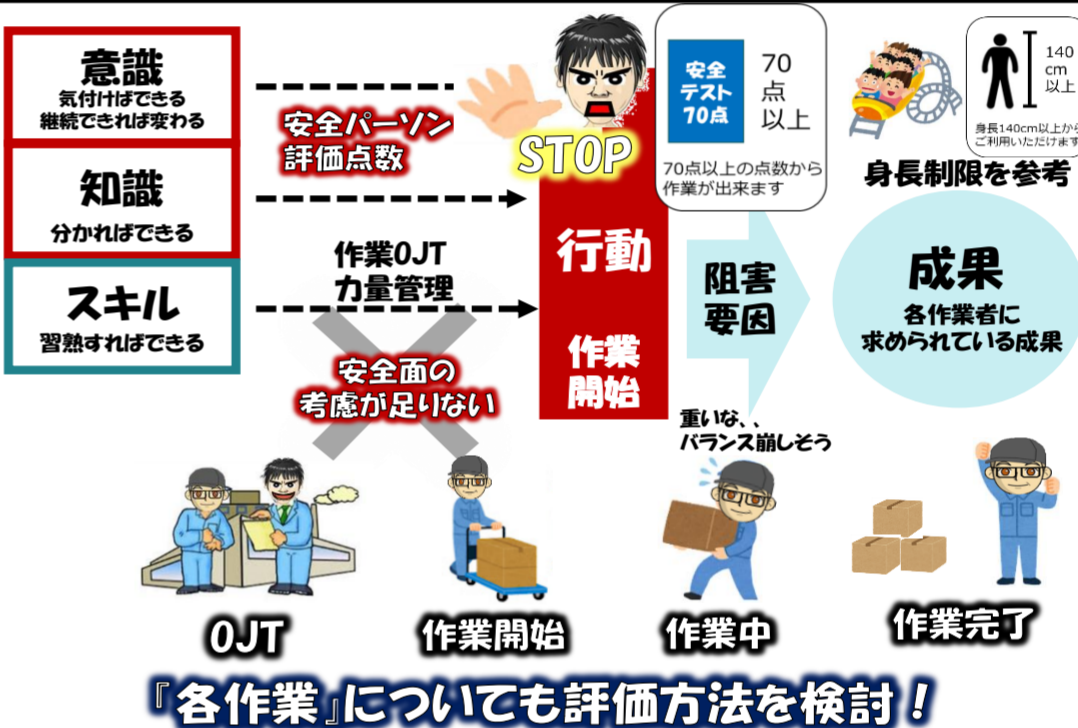 意識
気付けばできる
継続できれば変わる
知識
分かればできる
スキル
習熟すればできる
安全パーソン
評価点数
作業OJT
力量管理
安全面の
考慮が足りない
STOP
行動
作業
開始
安全
テスト
70点
70
点
以上
70点以上の点数から
作業が出来ます
140
cm
以上
身長140cm以上から
ご利用いただけます
身長制限を参考
阻害
要因
成果
各作業者に
求められている成果
重いな、、
バランス崩しそう
OJT
作業開始
作業中
作業完了
『各作業』についても評価方法を検討！